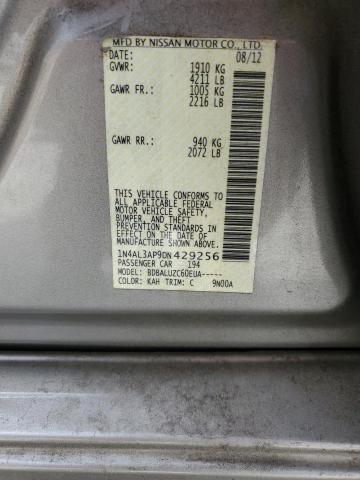 MFD BY NISSAN MOTOR CO., LTD.
DATE: 08/12
GVWR: 1910 KG
4211 LB
GAWR FR.: 1005 KG
2216 LB
GAWR RR.: 940 KG
2072 LB
THIS VEHICLE CONFORMS TO
ALL APPLICABLE FEDERAL
MOTOR VEHICLE SAFETY,
BUMPER, AND THEFT
PREVENTION STANDARDS
IN EFFECT ON THE DATE OF
MANUFACTURE SHOWN ABOVE.
1N4AL3AP9DN429256
PASSENGER CAR 194
MODEL: BDBALUZC60EUA-----
COLOR: KAH TRIM: C 9N00A